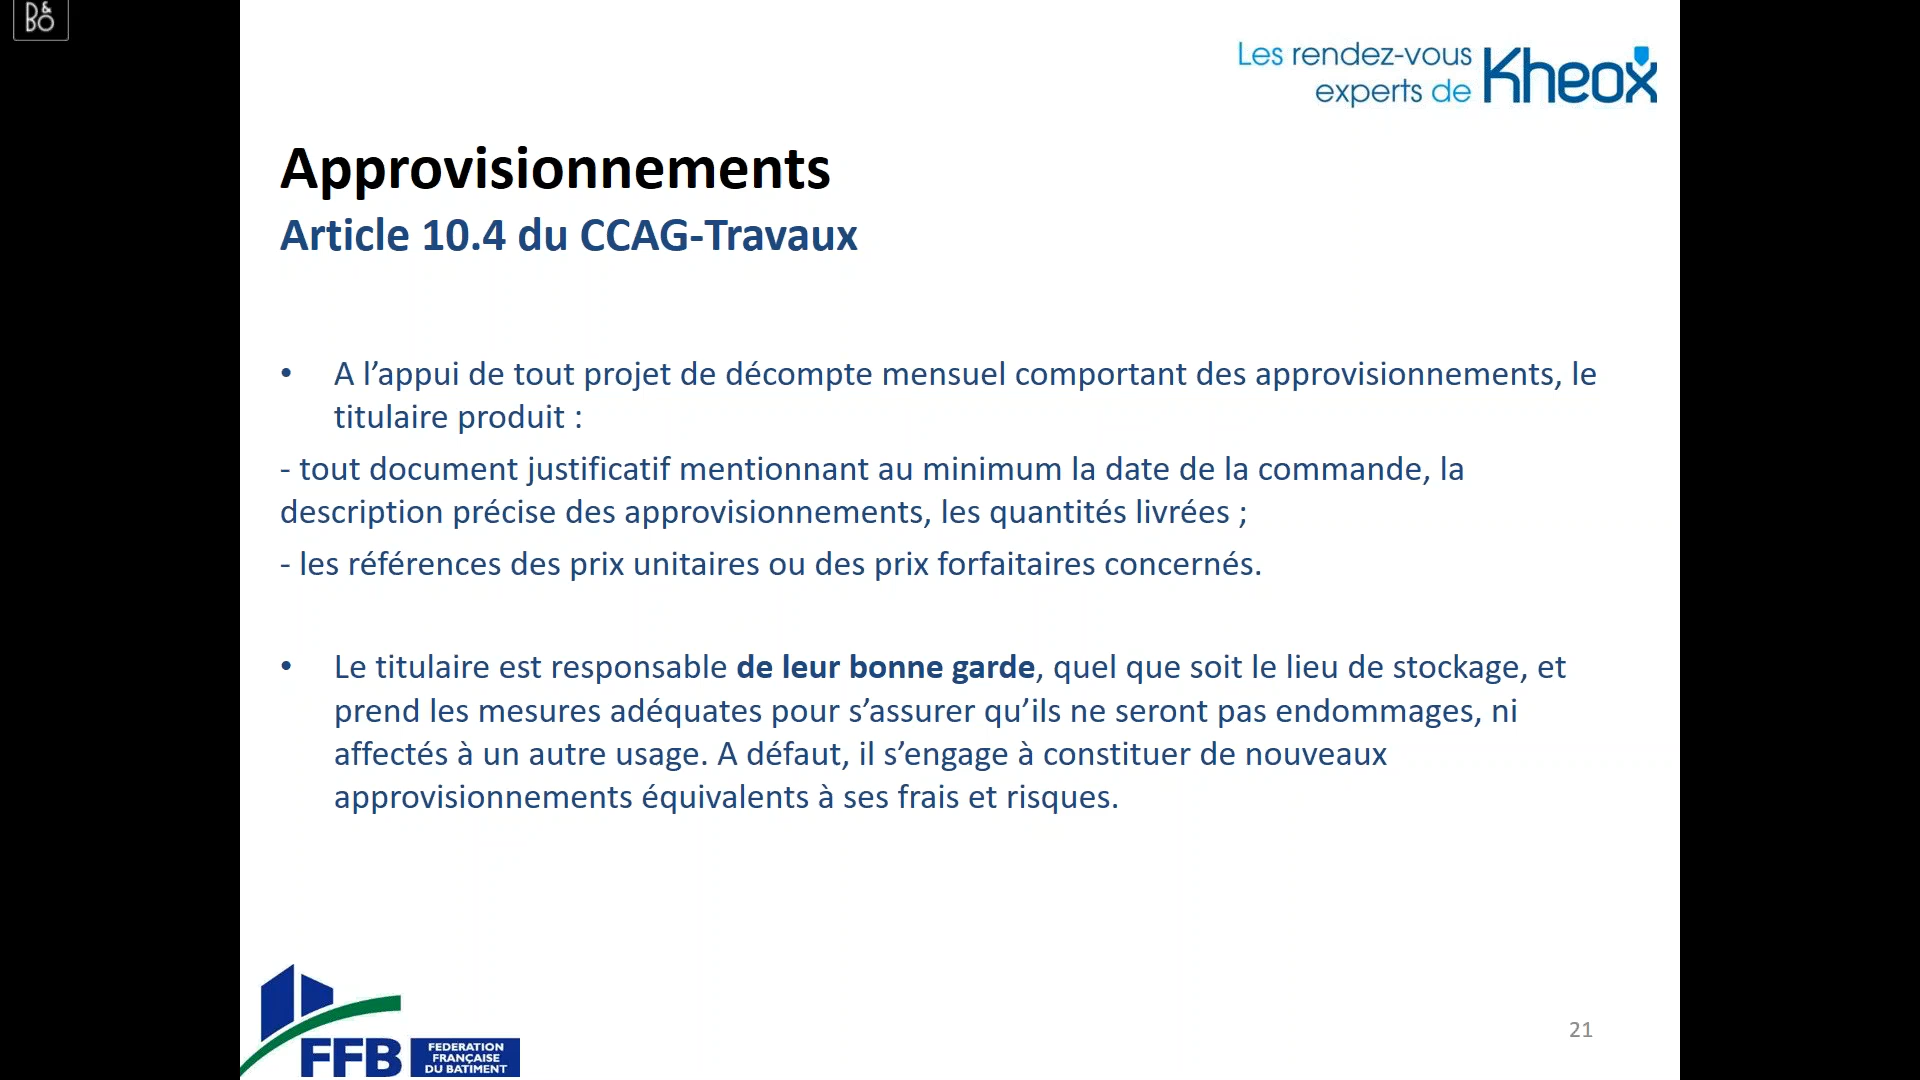 B&O
Les rendez-vous
experts de Kheox
Approvisionnements
Article 10.4 du CCAG-Travaux
• A l’appui de tout projet de décompte mensuel comportant des approvisionnements, le
titulaire produit :
- tout document justificatif mentionnant au minimum la date de la commande, la
description précise des approvisionnements, les quantités livrées ;
- les références des prix unitaires ou des prix forfaitaires concernés.
• Le titulaire est responsable de leur bonne garde, quel que soit le lieu de stockage, et
prend les mesures adéquates pour s’assurer qu’ils ne seront pas endommages, ni
affectés à un autre usage. A défaut, il s’engage à constituer de nouveaux
approvisionnements équivalents à ses frais et risques.
FFB
FEDERATION
FRANÇAISE
DU BATIMENT
21